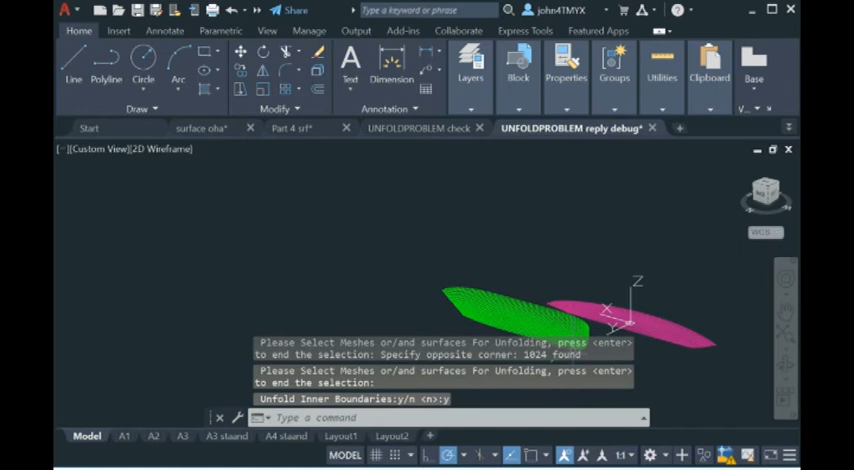 A Share Type a keyword or phrase john4TMYX
Home Insert Annotate Parametric View Manage Output Add-ins Collaborate Express Tools Featured Apps
Line Polyline Circle Arc Text Dimension Layers Block Properties Groups Utilities Clipboard Base
Draw Modify Annotation V...
Start surface oha* Part 4 srf* UNFOLDPROBLEM check UNFOLDPROBLEM reply debug*
[−][Custom View][2D Wireframe]
WCS
Z
X
Y
Please Select Meshes or/and surfaces For Unfolding, press <enter>
to end the selection: Specify opposite corner: 1024 found
Please Select Meshes or/and surfaces For Unfolding, press <enter>
to end the selection:
Unfold Inner Boundaries:y/n <n>:y
Type a command
Model A1 A2 A3 A3 staand A4 staand Layout1 Layout2
MODEL 1:1